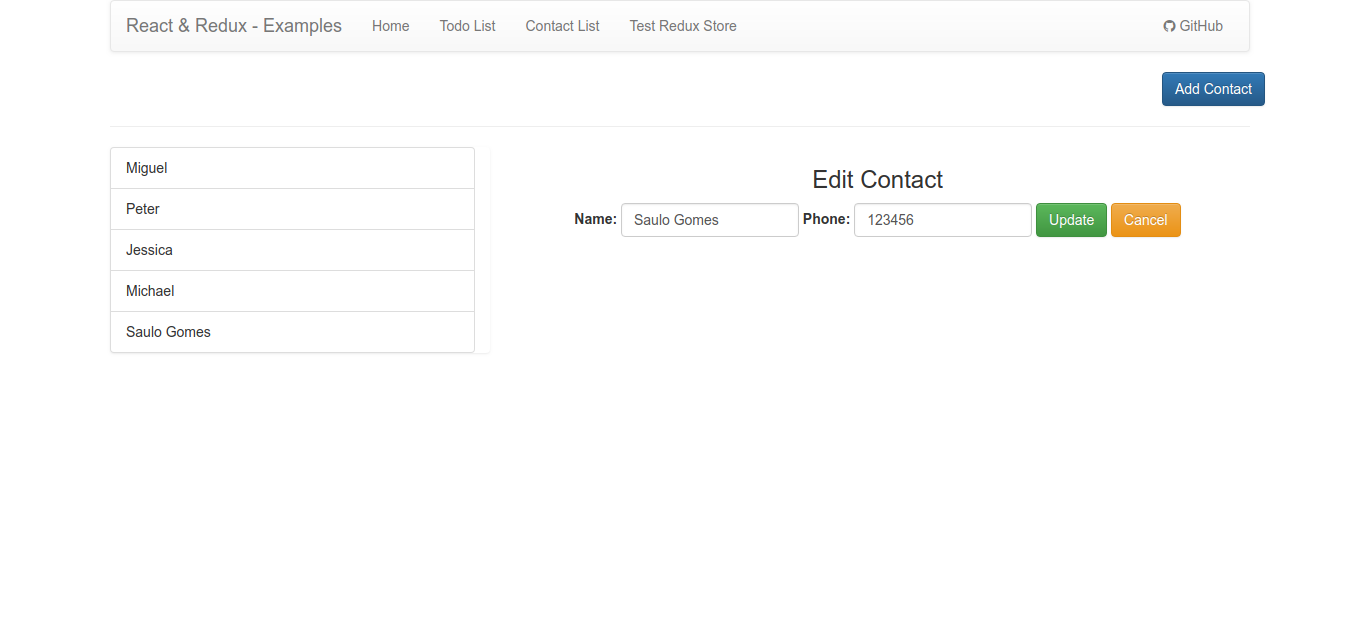 React & Redux - Examples Home Todo List Contact List Test Redux Store GitHub
Add Contact
Miguel
Peter
Jessica
Michael
Saulo Gomes
Edit Contact
Name: Saulo Gomes Phone: 123456 Update Cancel